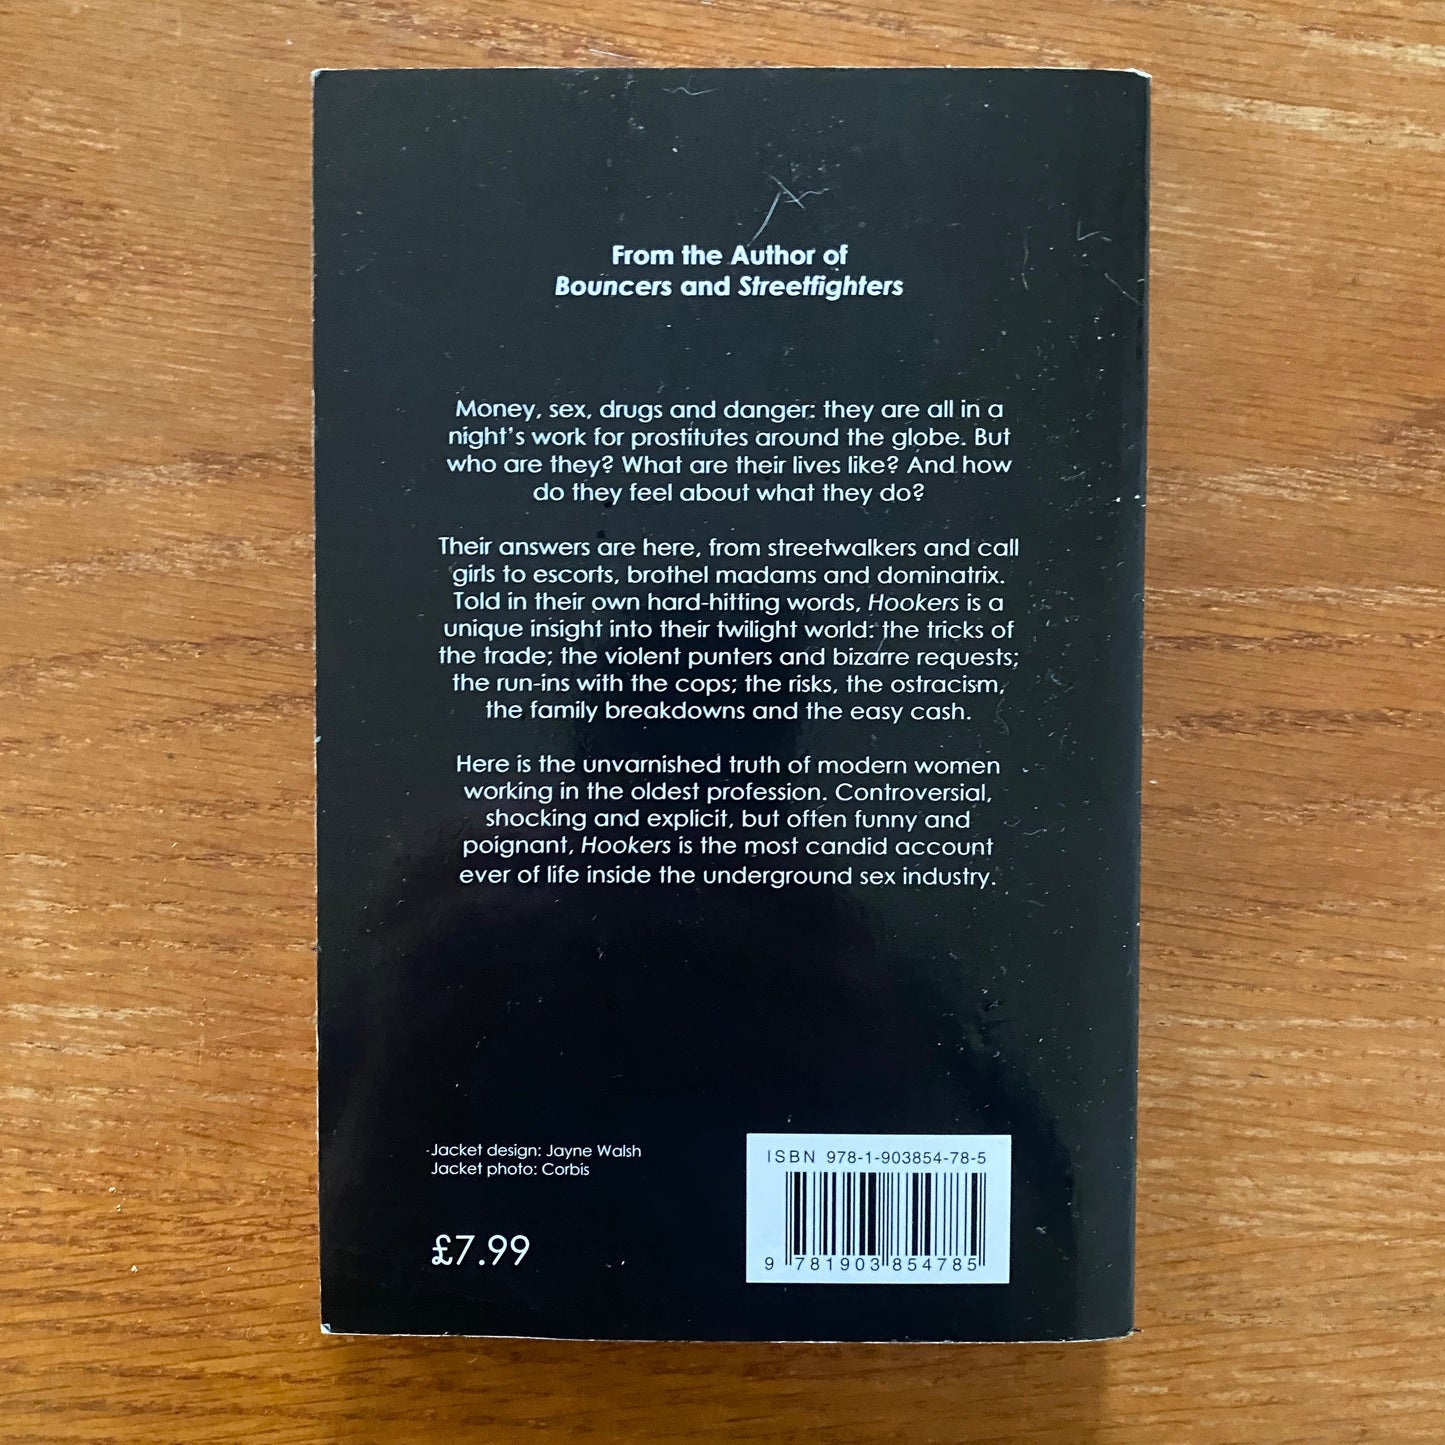 From the Author of
Bouncers and Streetfighters
Money, sex, drugs and danger: they are all in a
night's work for prostitutes around the globe. But
who are they? What are their lives like? And how
do they feel about what they do?
Their answers are here, from streetwalkers and call
girls to escorts, brothel madams and dominatrix.
Told in their own hard-hitting words, Hookers is a
unique insight into their twilight world: the tricks of
the trade; the violent punters and bizarre requests;
the run-ins with the cops; the risks, the ostracism,
the family breakdowns and the easy cash.
Here is the unvarnished truth of modern women
working in the oldest profession. Controversial,
shocking and explicit, but often funny and
poignant, Hookers is the most candid account
ever of life inside the underground sex industry.
Jacket design: Jayne Walsh
Jacket photo: Corbis
£7.99
ISBN 978-1-903854-78-5
9 781903 854785